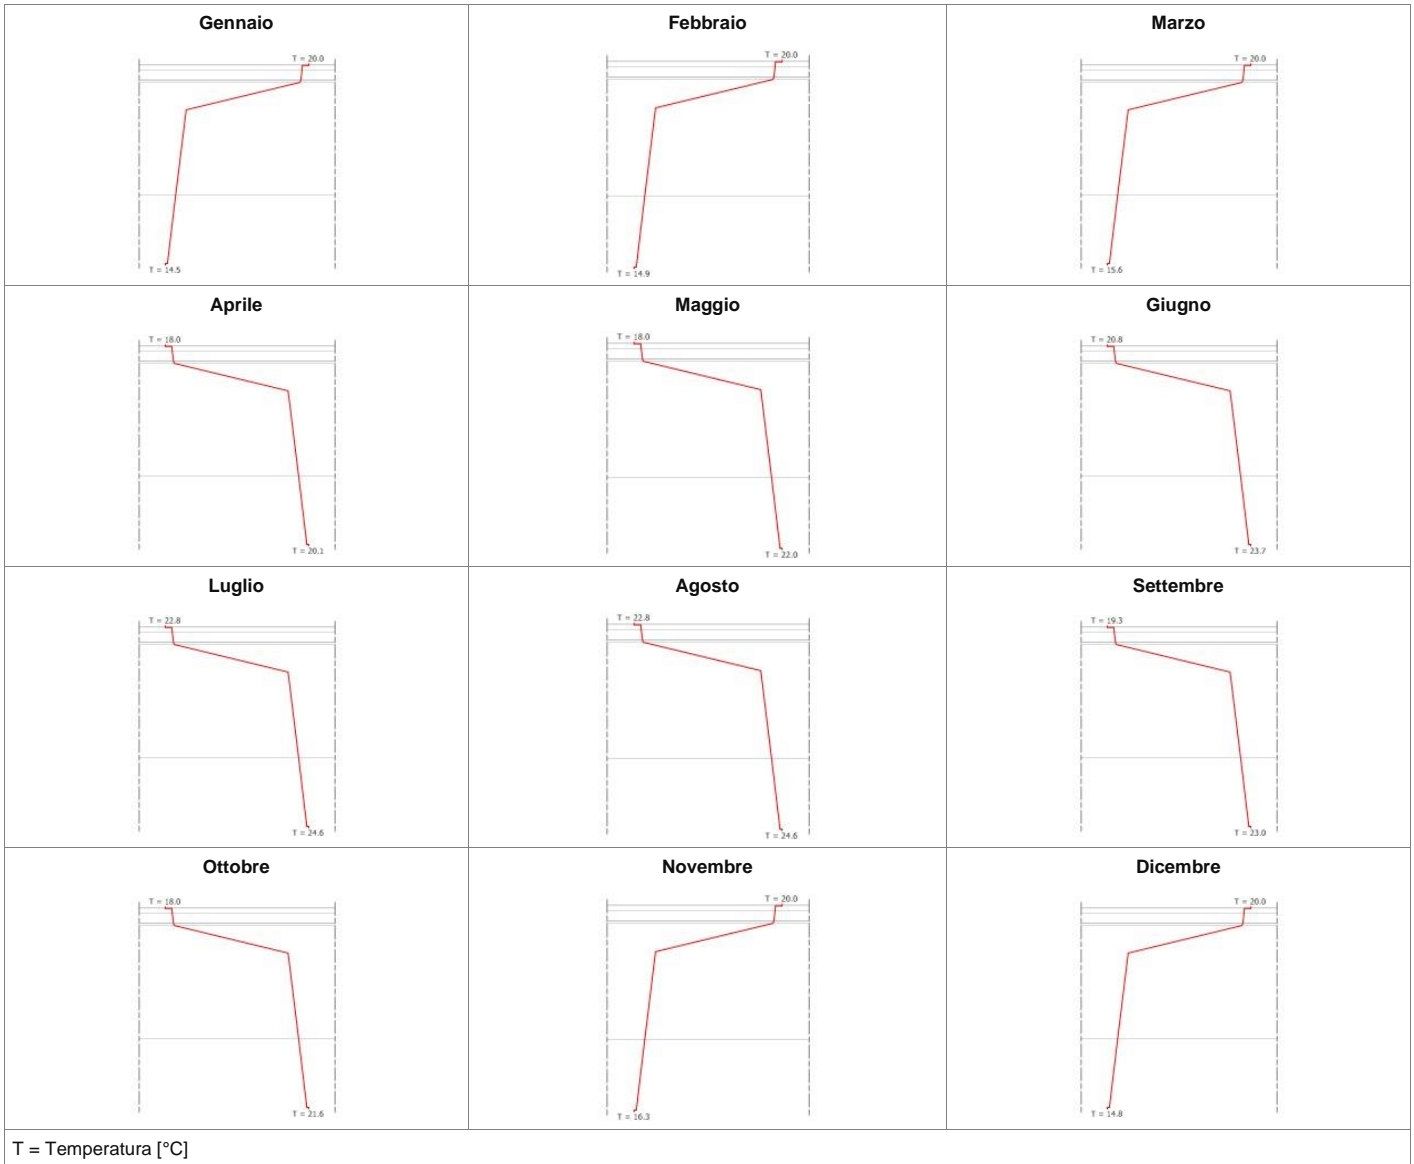 Gennaio
Febbraio
Marzo
T = 20.0
T = 20.0
T = 20.0
T = 14.5
T = 14.9
T = 15.6
Aprile
Maggio
Giugno
T = 18.0
T = 18.0
T = 20.8
T = 20.1
T = 22.0
T = 23.7
Luglio
Agosto
Settembre
T = 22.8
T = 22.8
T = 19.3
T = 24.6
T = 24.6
T = 23.0
Ottobre
Novembre
Dicembre
T = 18.0
T = 20.0
T = 20.0
T = 21.6
T = 16.3
T = 14.8
T = Temperatura [°C]